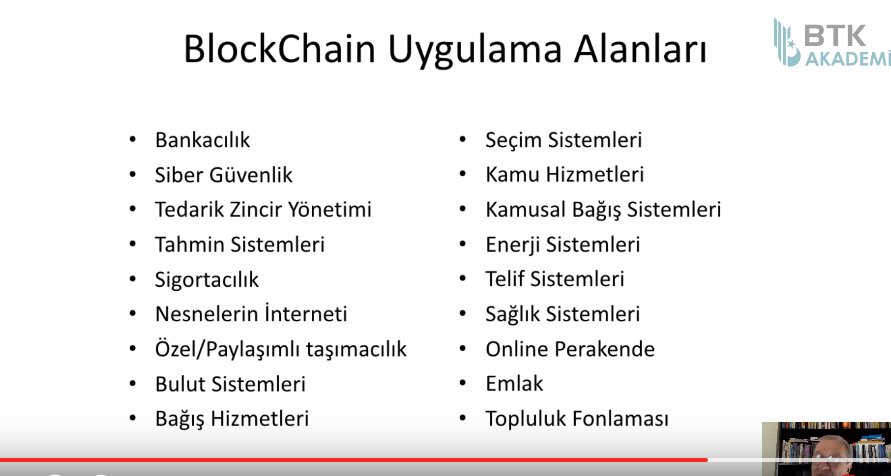 BlockChain Uygulama Alanları
BTK
AKADEMİ
• Bankacılık
• Siber Güvenlik
• Tedarik Zincir Yönetimi
• Tahmin Sistemleri
• Sigortacılık
• Nesnelerin İnterneti
• Özel/Paylaşımlı taşımacılık
• Bulut Sistemleri
• Bağış Hizmetleri
• Seçim Sistemleri
• Kamu Hizmetleri
• Kamusal Bağış Sistemleri
• Enerji Sistemleri
• Telif Sistemleri
• Sağlık Sistemleri
• Online Perakende
• Emlak
• Topluluk Fonlaması